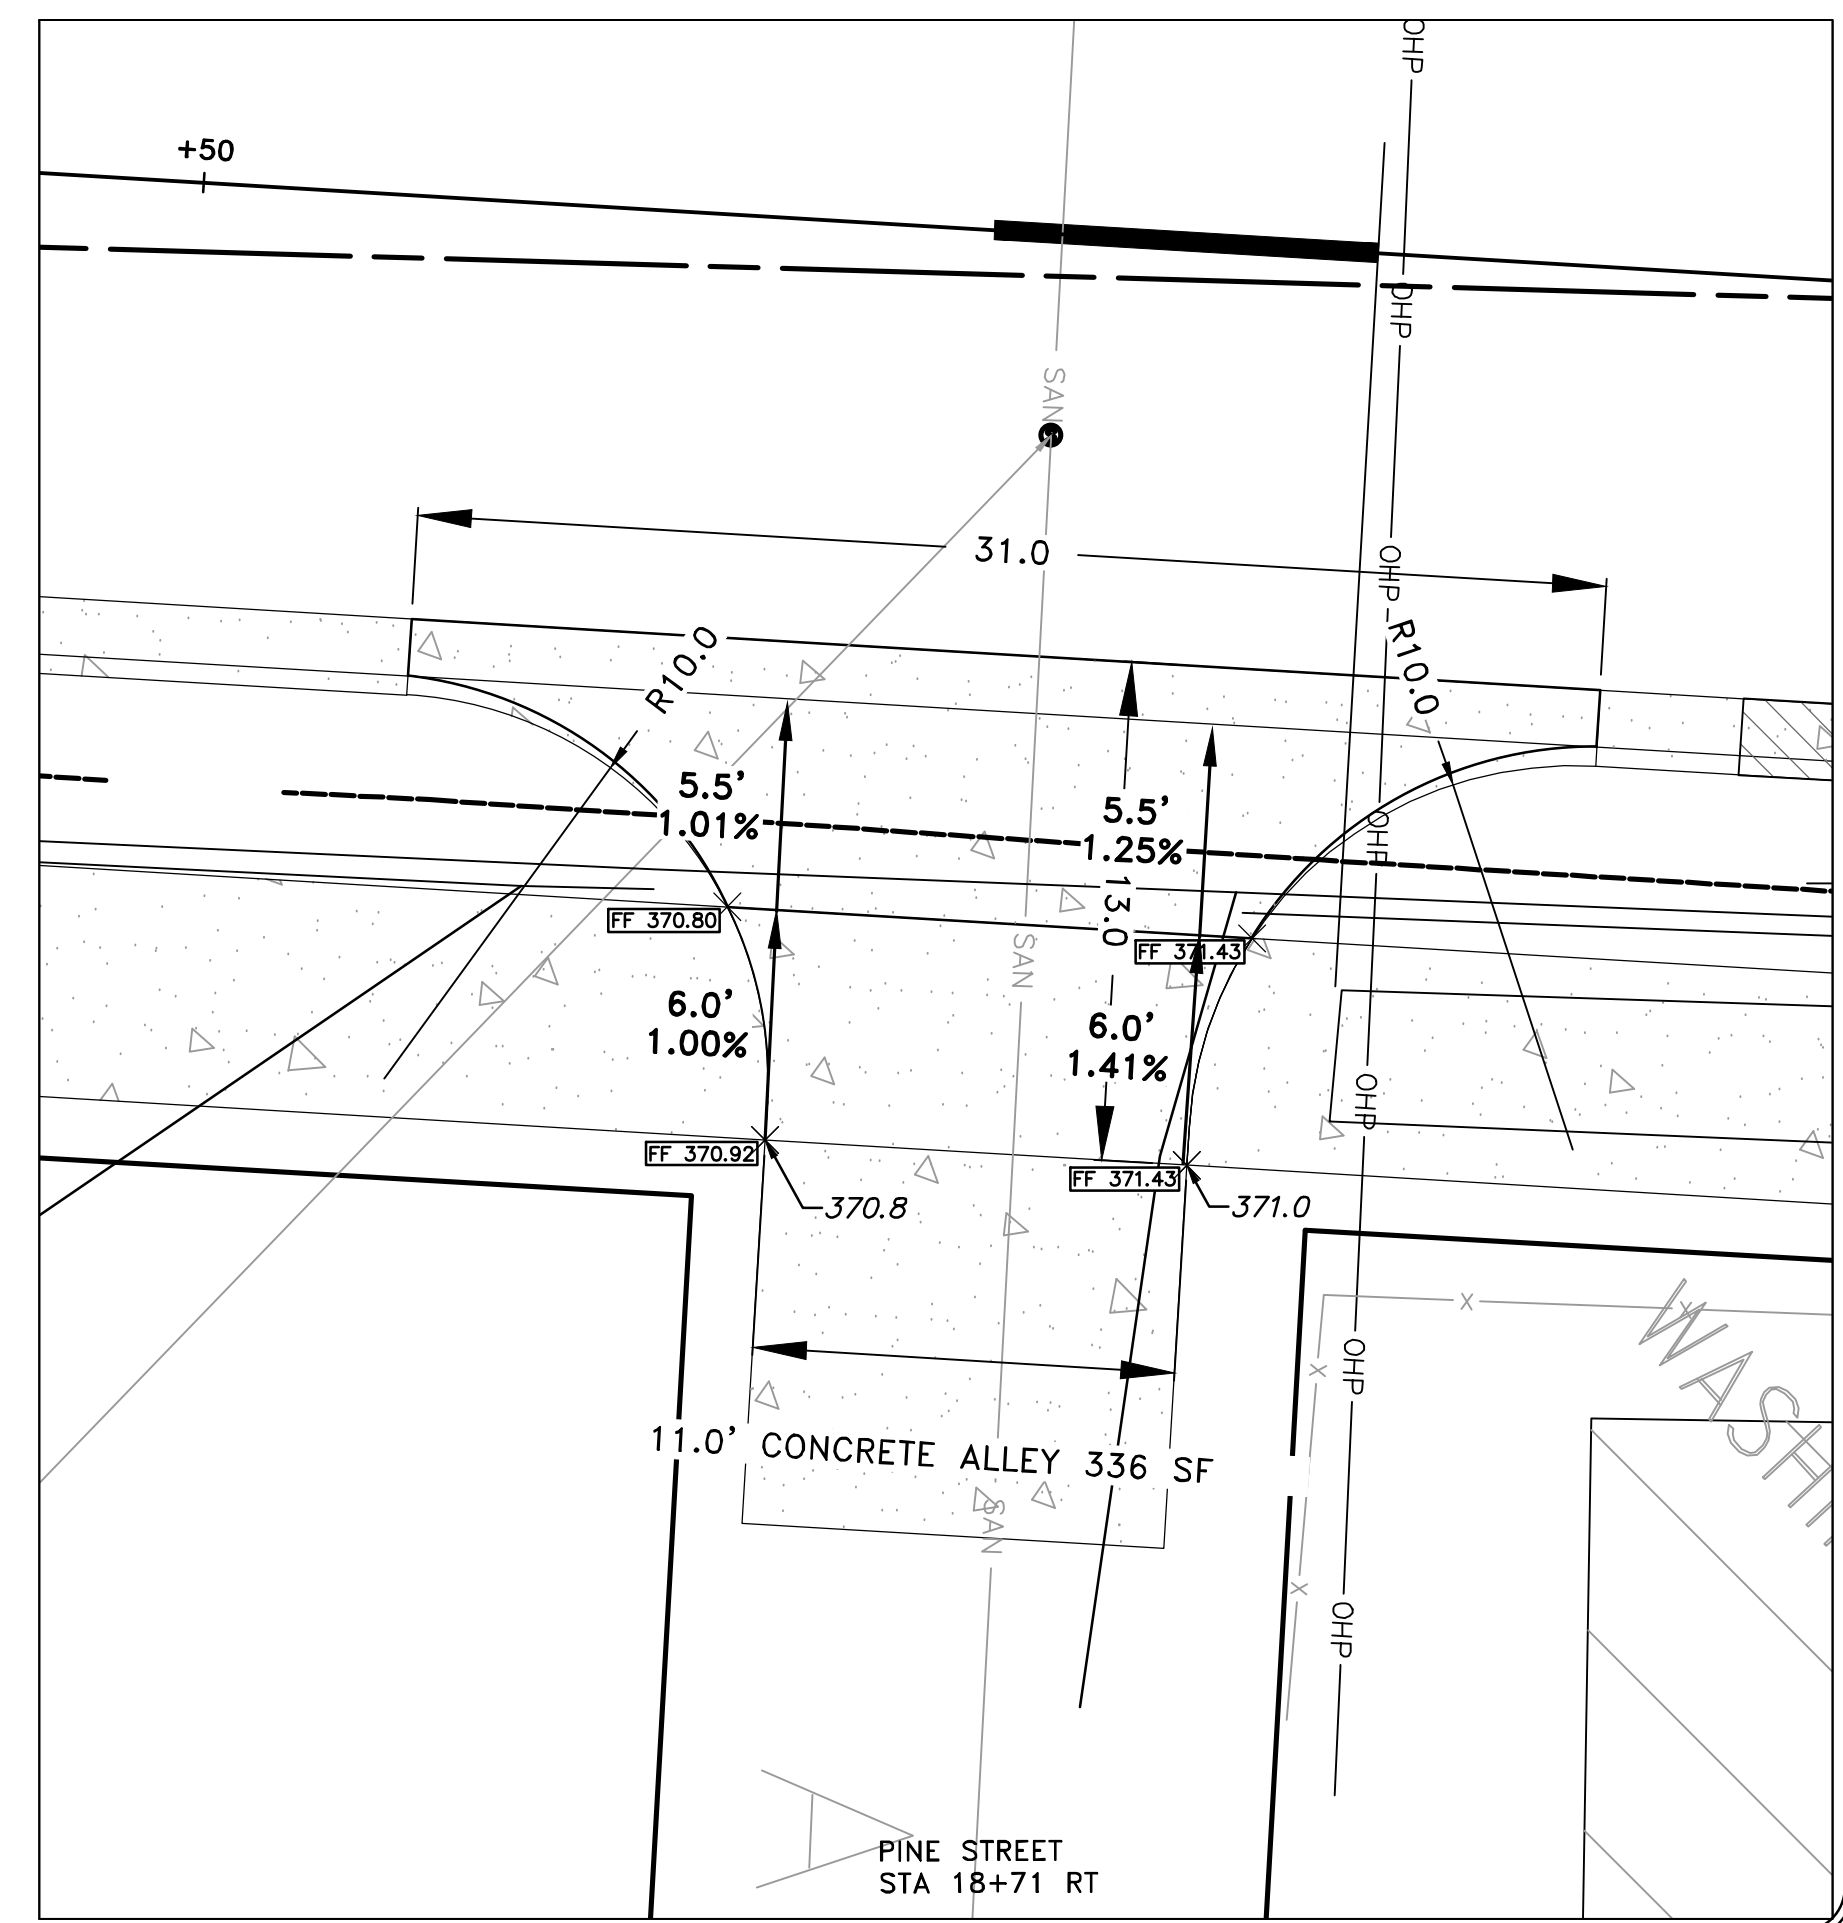 OHP
+50
OHP
SAN
31.0
OHP
R10.0
R10.0
5.5'
1.01%
5.5'
1.25%
OHP
13.0
FF 370.80
FF 371.43
SAN
6.0'
1.00%
6.0'
1.41%
OHP
FF 370.92
FF 371.43
370.8
371.0
X X
X
OHP
11.0' CONCRETE ALLEY 336 SF
SAN
X
OHP
PINE STREET
STA 18+71 RT